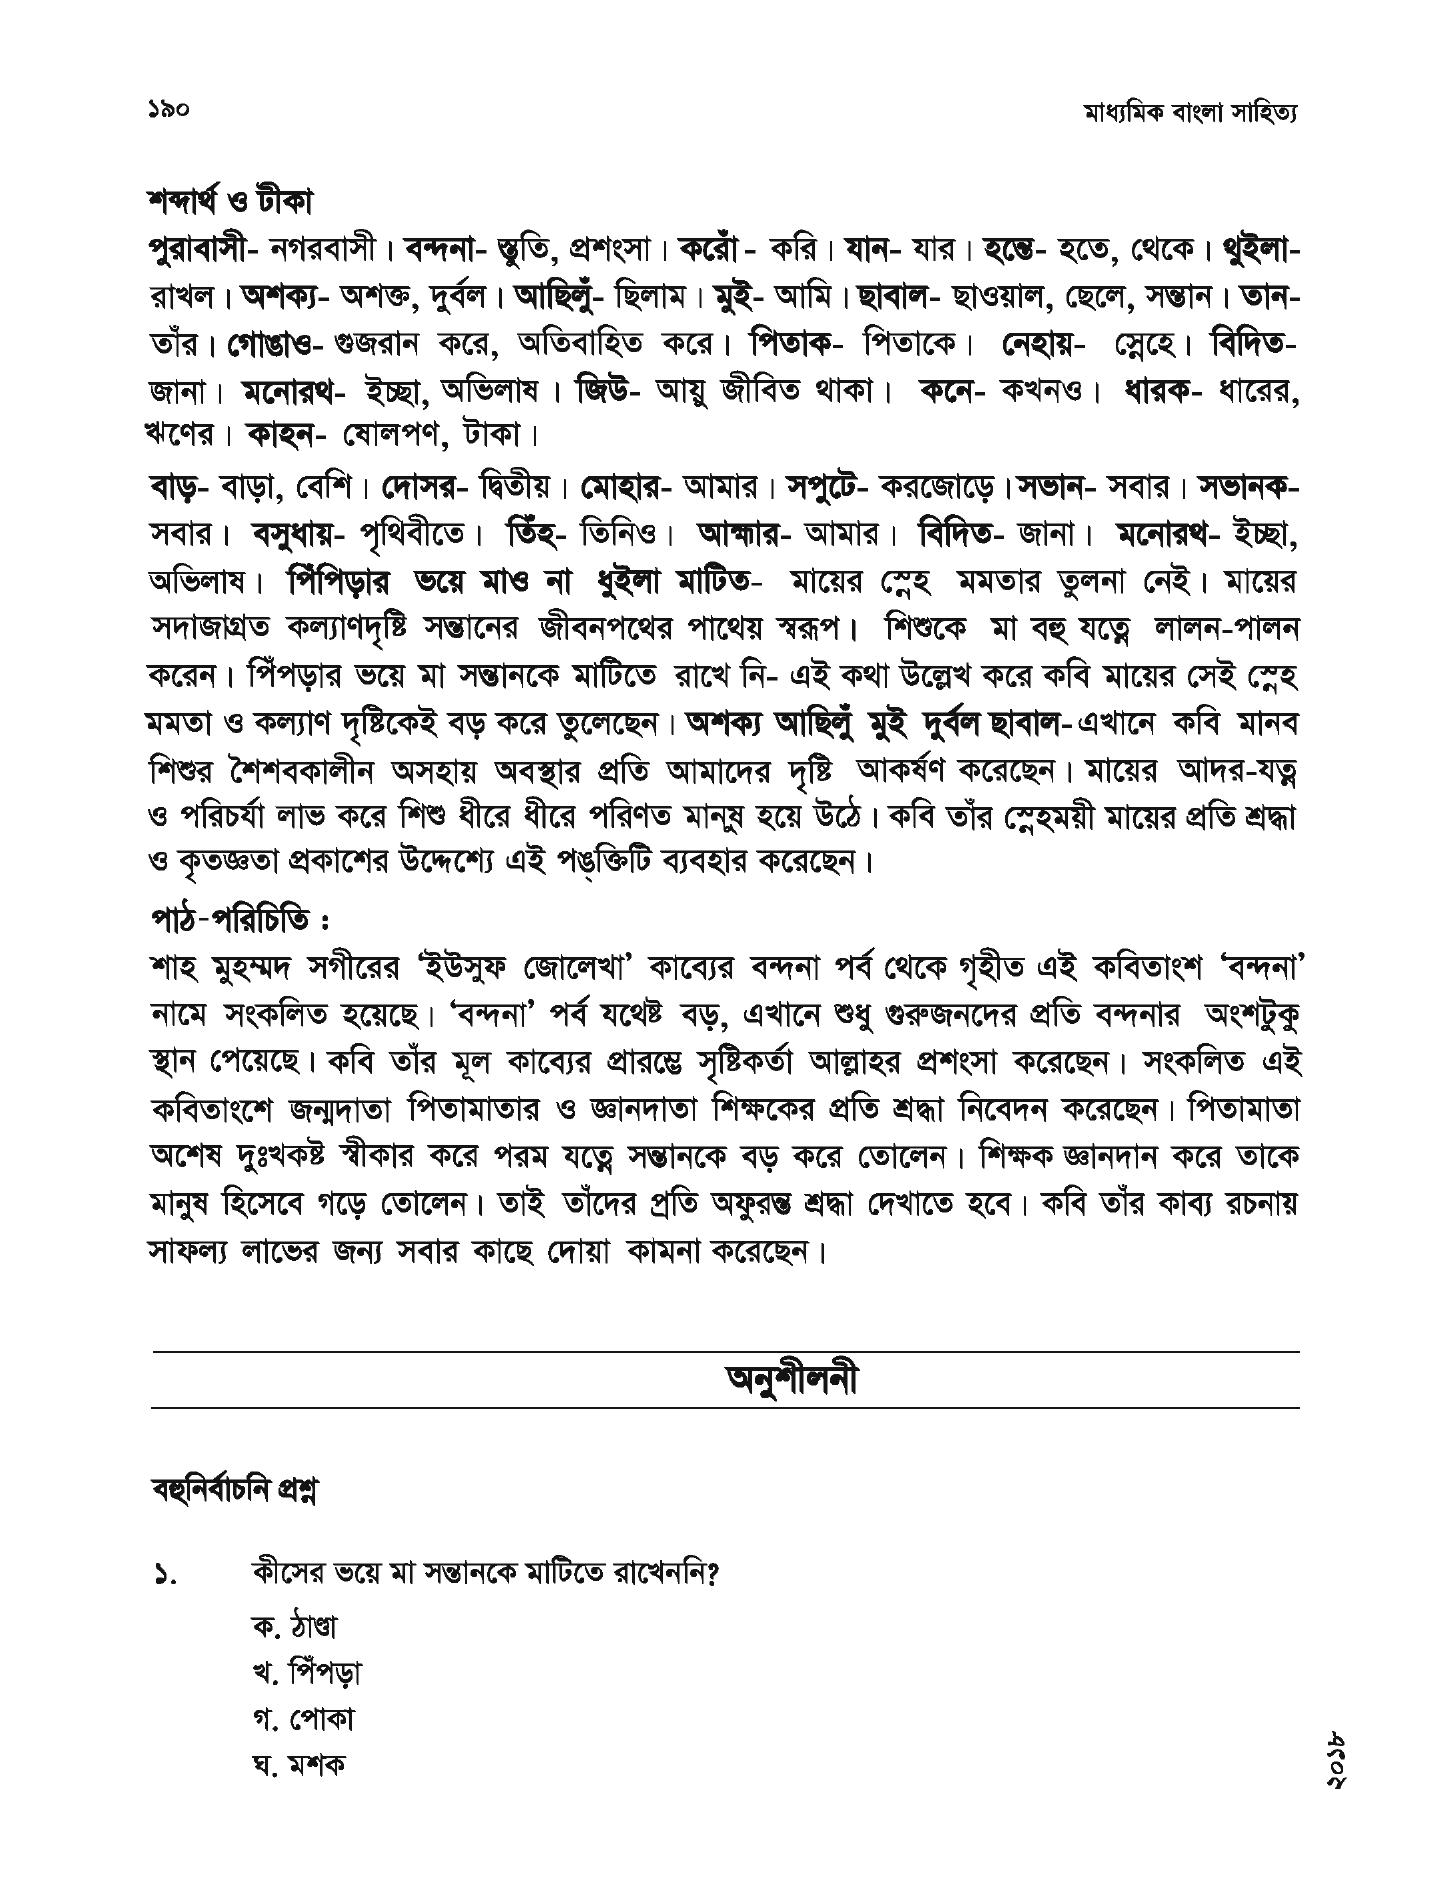 ১৯০
মাধ্যমিক বাংলা সাহিত্য
শব্দার্থ ও টীকা
পুরাবাসী- নগরবাসী। বন্দনা- স্তুতি, প্রশংসা। করোঁ - করি। যান- যার। হন্তে- হতে, থেকে। থুইলা-
রাখল। অশক্য- অশক্ত, দুর্বল। আছিলুঁ- ছিলাম। মুই- আমি। ছাবাল- ছাওয়াল, ছেলে, সন্তান। তান-
তাঁর। গোঙাও- গুজরান করে, অতিবাহিত করে। পিতাক- পিতাকে। নেহায়- স্নেহে। বিদিত-
জানা। মনোরথ- ইচ্ছা, অভিলাষ । জিউ- আয়ু জীবিত থাকা। কনে- কখনও। ধারক- ধারের,
ঋণের। কাহন- ষোলপণ, টাকা।
বাড়- বাড়া, বেশি। দোসর- দ্বিতীয়। মোহার- আমার। সপুটে- করজোড়ে। সভান- সবার। সভানক-
সবার। বসুধায়- পৃথিবীতে। তিঁহ- তিনিও। আহ্মার- আমার। বিদিত- জানা। মনোরথ- ইচ্ছা,
অভিলাষ। পিঁপিড়ার ভয়ে মাও না থুইলা মাটিত- মায়ের স্নেহ মমতার তুলনা নেই। মায়ের
সদাজাগ্রত কল্যাণদৃষ্টি সন্তানের জীবনপথের পাথেয় স্বরূপ। শিশুকে মা বহু যত্নে লালন-পালন
করেন। পিঁপড়ার ভয়ে মা সন্তানকে মাটিতে রাখে নি- এই কথা উল্লেখ করে কবি মায়ের সেই স্নেহ
মমতা ও কল্যাণ দৃষ্টিকেই বড় করে তুলেছেন। অশক্য আছিলুঁ মুই দুর্বল ছাবাল-এখানে কবি মানব
শিশুর শৈশবকালীন অসহায় অবস্থার প্রতি আমাদের দৃষ্টি আকর্ষণ করেছেন। মায়ের আদর-যত্ন
ও পরিচর্যা লাভ করে শিশু ধীরে ধীরে পরিণত মানুষ হয়ে উঠে। কবি তাঁর স্নেহময়ী মায়ের প্রতি শ্রদ্ধা
ও কৃতজ্ঞতা প্রকাশের উদ্দেশ্যে এই পঙ্‌ক্তিটি ব্যবহার করেছেন।
পাঠ-পরিচিতি :
শাহ মুহম্মদ সগীরের ‘ইউসুফ জোলেখা’ কাব্যের বন্দনা পর্ব থেকে গৃহীত এই কবিতাংশ ‘বন্দনা’
নামে সংকলিত হয়েছে। ‘বন্দনা’ পর্ব যথেষ্ট বড়, এখানে শুধু গুরুজনদের প্রতি বন্দনার অংশটুকু
স্থান পেয়েছে। কবি তাঁর মূল কাব্যের প্রারম্ভে সৃষ্টিকর্তা আল্লাহর প্রশংসা করেছেন। সংকলিত এই
কবিতাংশে জন্মদাতা পিতামাতার ও জ্ঞানদাতা শিক্ষকের প্রতি শ্রদ্ধা নিবেদন করেছেন। পিতামাতা
অশেষ দুঃখকষ্ট স্বীকার করে পরম যত্নে সন্তানকে বড় করে তোলেন। শিক্ষক জ্ঞানদান করে তাকে
মানুষ হিসেবে গড়ে তোলেন। তাই তাঁদের প্রতি অফুরন্ত শ্রদ্ধা দেখাতে হবে। কবি তাঁর কাব্য রচনায়
সাফল্য লাভের জন্য সবার কাছে দোয়া কামনা করেছেন।
অনুশীলনী
বহুনির্বাচনি প্রশ্ন
১. কীসের ভয়ে মা সন্তানকে মাটিতে রাখেননি?
ক. ঠাণ্ডা
খ. পিঁপড়া
গ. পোকা
ঘ. মশক
২০১৮